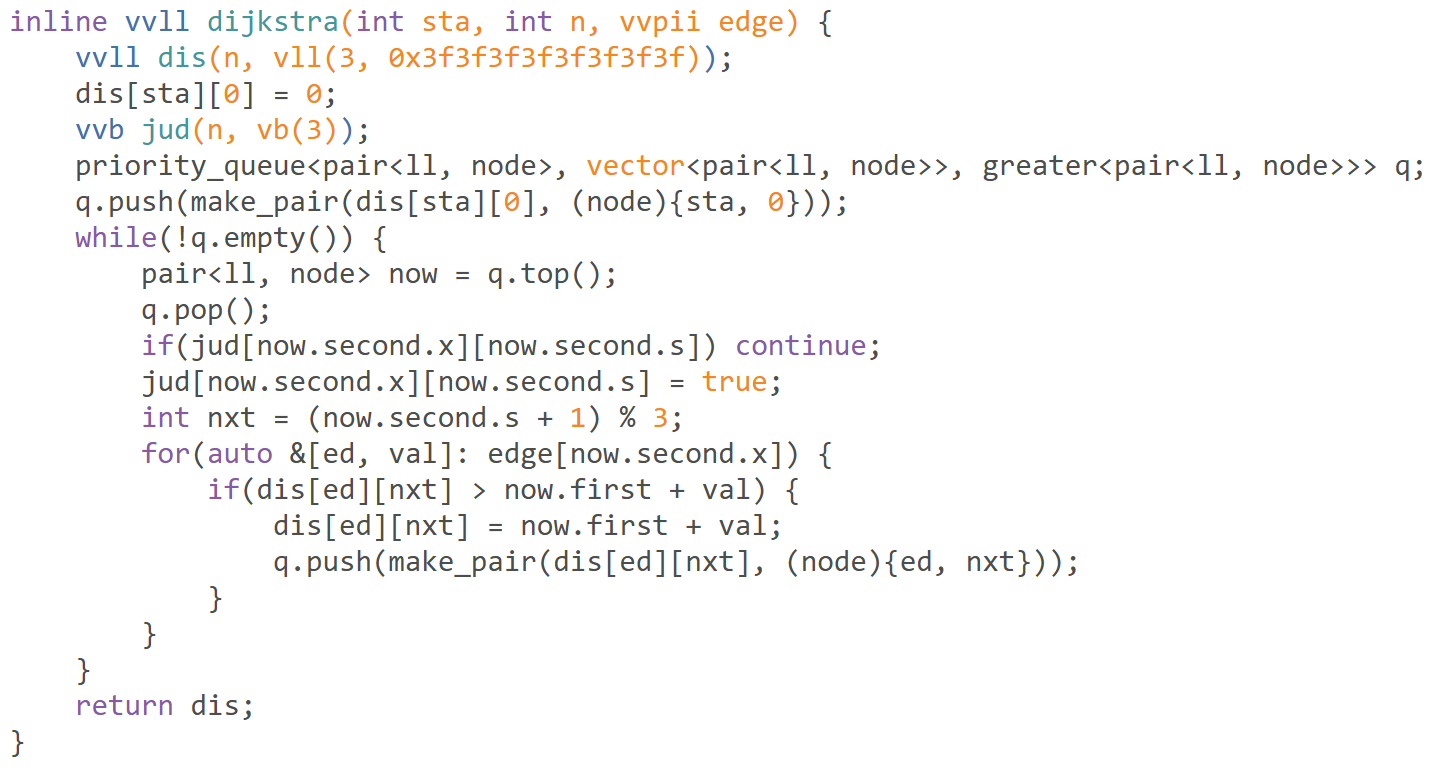 inline vvll dijkstra(int sta, int n, vvpii edge) {
    vvll dis(n, vll(3, 0x3f3f3f3f3f3f3f3f));
    dis[sta][0] = 0;
    vvb jud(n, vb(3));
    priority_queue<pair<ll, node>, vector<pair<ll, node>>, greater<pair<ll, node>>> q;
    q.push(make_pair(dis[sta][0], (node){sta, 0}));
    while(!q.empty()) {
        pair<ll, node> now = q.top();
        q.pop();
        if(jud[now.second.x][now.second.s]) continue;
        jud[now.second.x][now.second.s] = true;
        int nxt = (now.second.s + 1) % 3;
        for(auto &[ed, val]: edge[now.second.x]) {
            if(dis[ed][nxt] > now.first + val) {
                dis[ed][nxt] = now.first + val;
                q.push(make_pair(dis[ed][nxt], (node){ed, nxt}));
            }
        }
    }
    return dis;
}